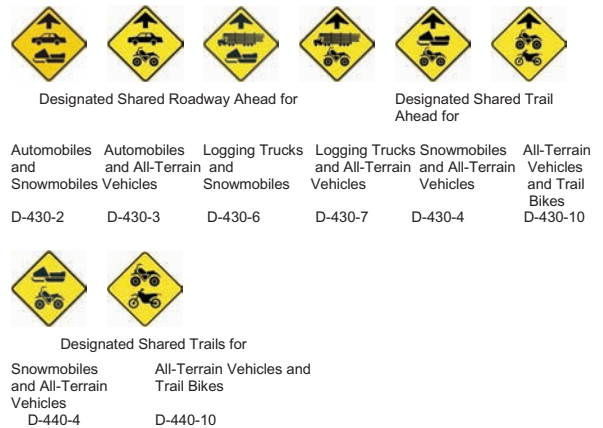 Designated Shared Roadway Ahead for
Designated Shared Trail
Ahead for
Automobiles
and
Snowmobiles
Automobiles
and All-Terrain
Vehicles
Logging Trucks
and
Snowmobiles
Logging Trucks
and All-Terrain
Vehicles
Snowmobiles
and All-Terrain
Vehicles
All-Terrain
Vehicles
and Trail
Bikes
D-430-2
D-430-3
D-430-6
D-430-7
D-430-4
D-430-10
Designated Shared Trails for
Snowmobiles
and All-Terrain
Vehicles
D-440-4
All-Terrain Vehicles and
Trail Bikes
D-440-10